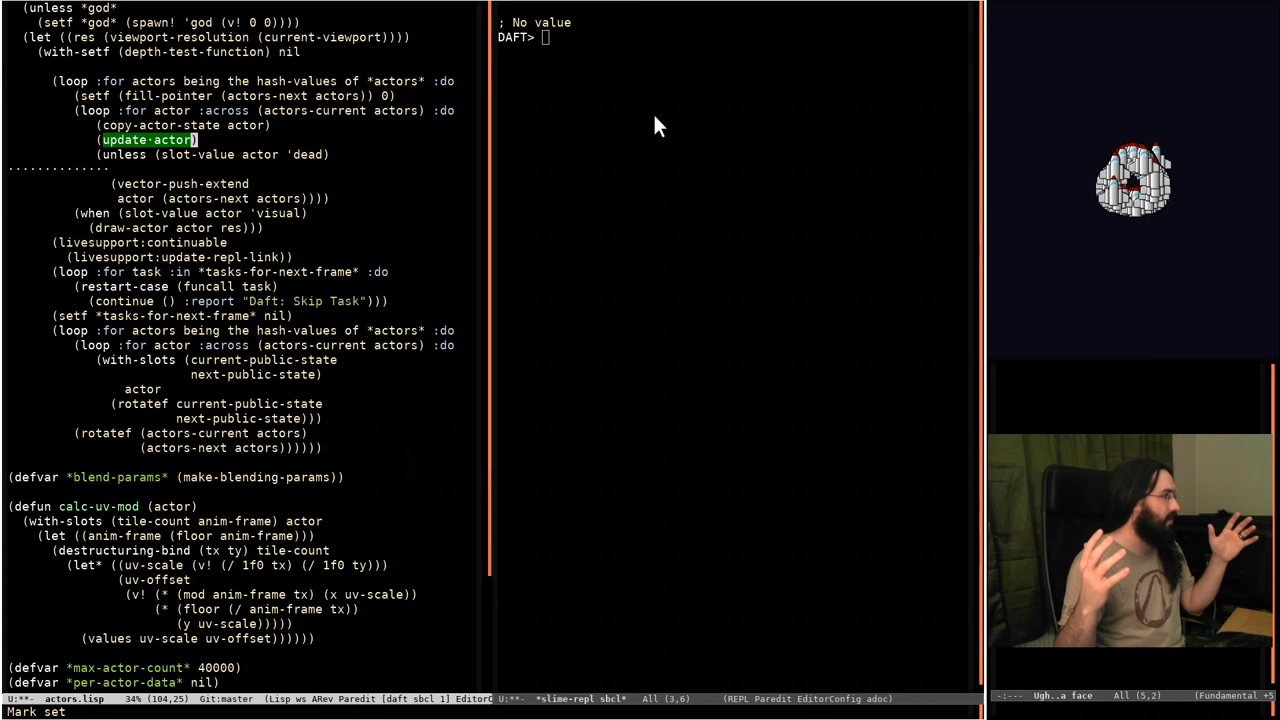 (unless *god*
(setf *god* (spawn! 'god (v! 0 0))))
(let ((res (viewport-resolution (current-viewport))))
(with-setf (depth-test-function) nil
(loop :for actors being the hash-values of *actors* :do
(setf (fill-pointer (actors-next actors)) 0)
(loop :for actor :across (actors-current actors) :do
(copy-actor-state actor)
(update·actor)
(unless (slot-value actor 'dead)
··············
(vector-push-extend
actor (actors-next actors))))
(when (slot-value actor 'visual)
(draw-actor actor res)))
(livesupport:continuable
(livesupport:update-repl-link))
(loop :for task :in *tasks-for-next-frame* :do
(restart-case (funcall task)
(continue () :report "Daft: Skip Task")))
(setf *tasks-for-next-frame* nil)
(loop :for actors being the hash-values of *actors* :do
(loop :for actor :across (actors-current actors) :do
(with-slots (current-public-state
next-public-state)
actor
(rotatef current-public-state
next-public-state)))
(rotatef (actors-current actors)
(actors-next actors))))))
(defvar *blend-params* (make-blending-params))
(defun calc-uv-mod (actor)
(with-slots (tile-count anim-frame) actor
(let ((anim-frame (floor anim-frame)))
(destructuring-bind (tx ty) tile-count
(let* ((uv-scale (v! (/ 1f0 tx) (/ 1f0 ty)))
(uv-offset
(v! (* (mod anim-frame tx) (x uv-scale))
(* (floor (/ anim-frame tx))
(y uv-scale)))))
(values uv-scale uv-offset))))))
(defvar *max-actor-count* 40000)
(defvar *per-actor-data* nil)
U:**- actors.lisp 34% (104,25) Git:master (Lisp ws ARev Paredit [daft sbcl 1] EditorC
Mark set
; No value
DAFT>
U:**- *slime-repl sbcl* All (3,6) (REPL Paredit EditorConfig adoc)
-:--- Ugh..a face All (5,2) (Fundamental +5